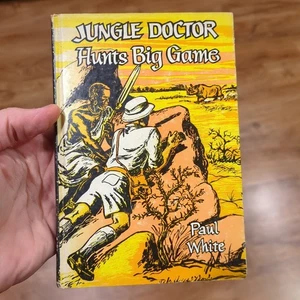 JUNGLE DOCTOR
Hunts Big Game
Paul
White